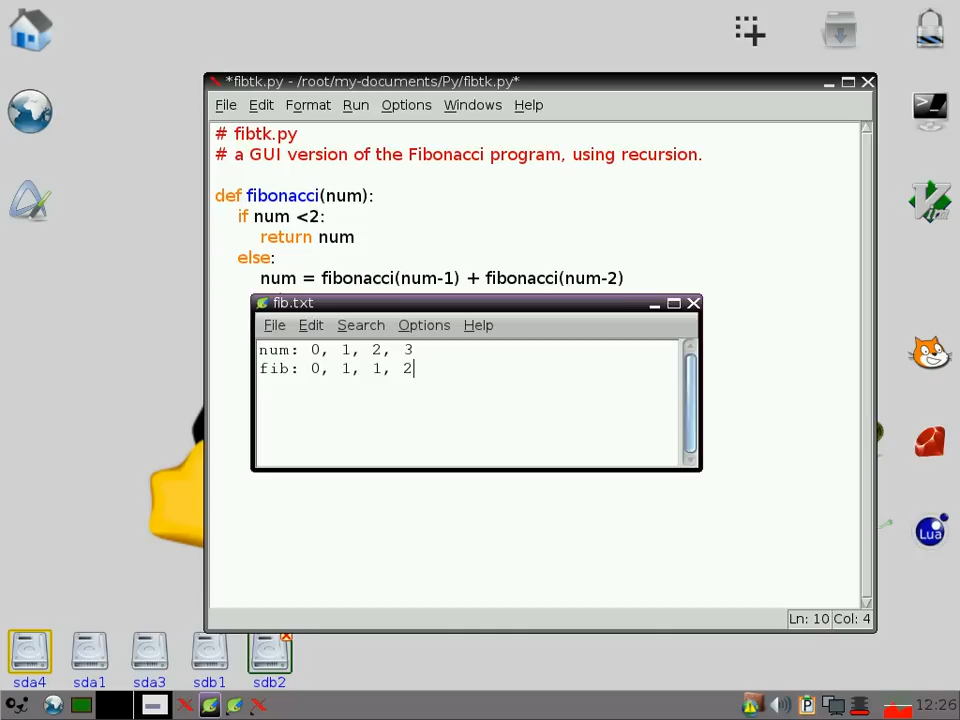 *fibtk.py - /root/my-documents/Py/fibtk.py*
File Edit Format Run Options Windows Help
# fibtk.py
# a GUI version of the Fibonacci program, using recursion.
def fibonacci(num):
if num <2:
return num
else:
num = fibonacci(num-1) + fibonacci(num-2)
fib.txt
File Edit Search Options Help
num: 0, 1, 2, 3
fib: 0, 1, 1, 2
Vim
Lua
Ln: 10 Col: 4
sda4 sda1 sda3 sdb1 sdb2
P
12:26